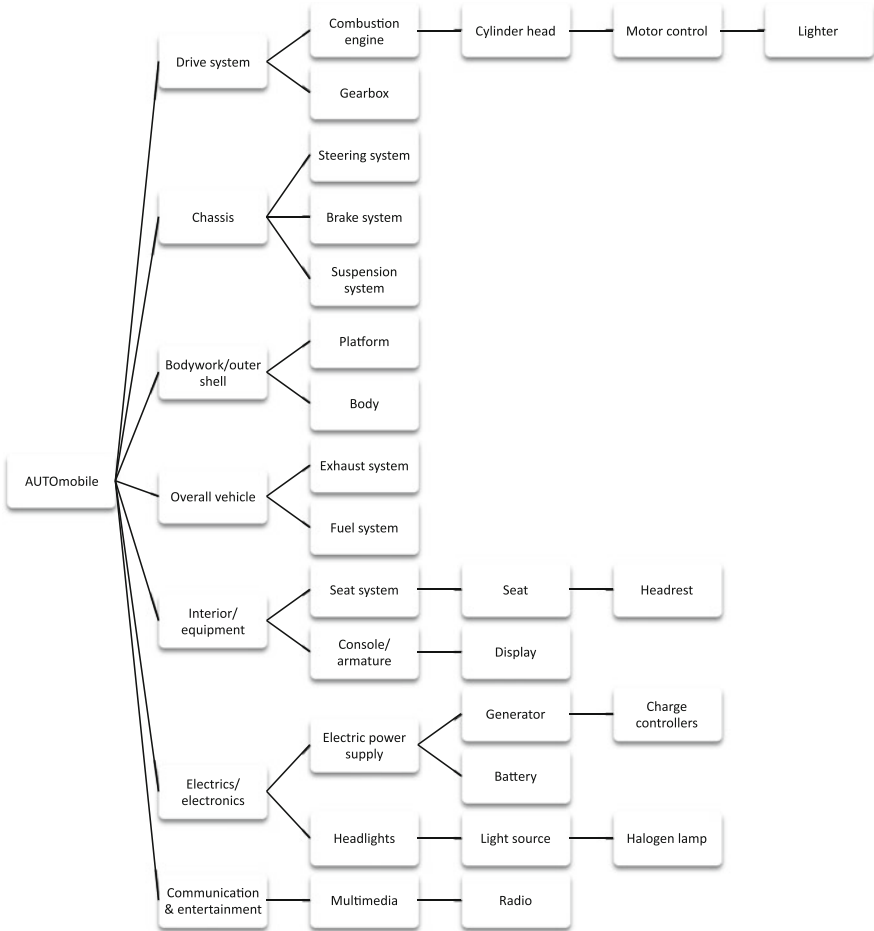 Combustion
engine
Cylinder head
Motor control
Lighter
Drive system
Gearbox
Steering system
Chassis
Brake system
Suspension
system
Platform
Bodywork/outer
shell
Body
AUTOmobile
Exhaust system
Overall vehicle
Fuel system
Seat system
Seat
Headrest
Interior/
equipment
Console/
armature
Display
Generator
Charge
controllers
Electric power
supply
Battery
Electrics/
electronics
Headlights
Light source
Halogen lamp
Communication
& entertainment
Multimedia
Radio